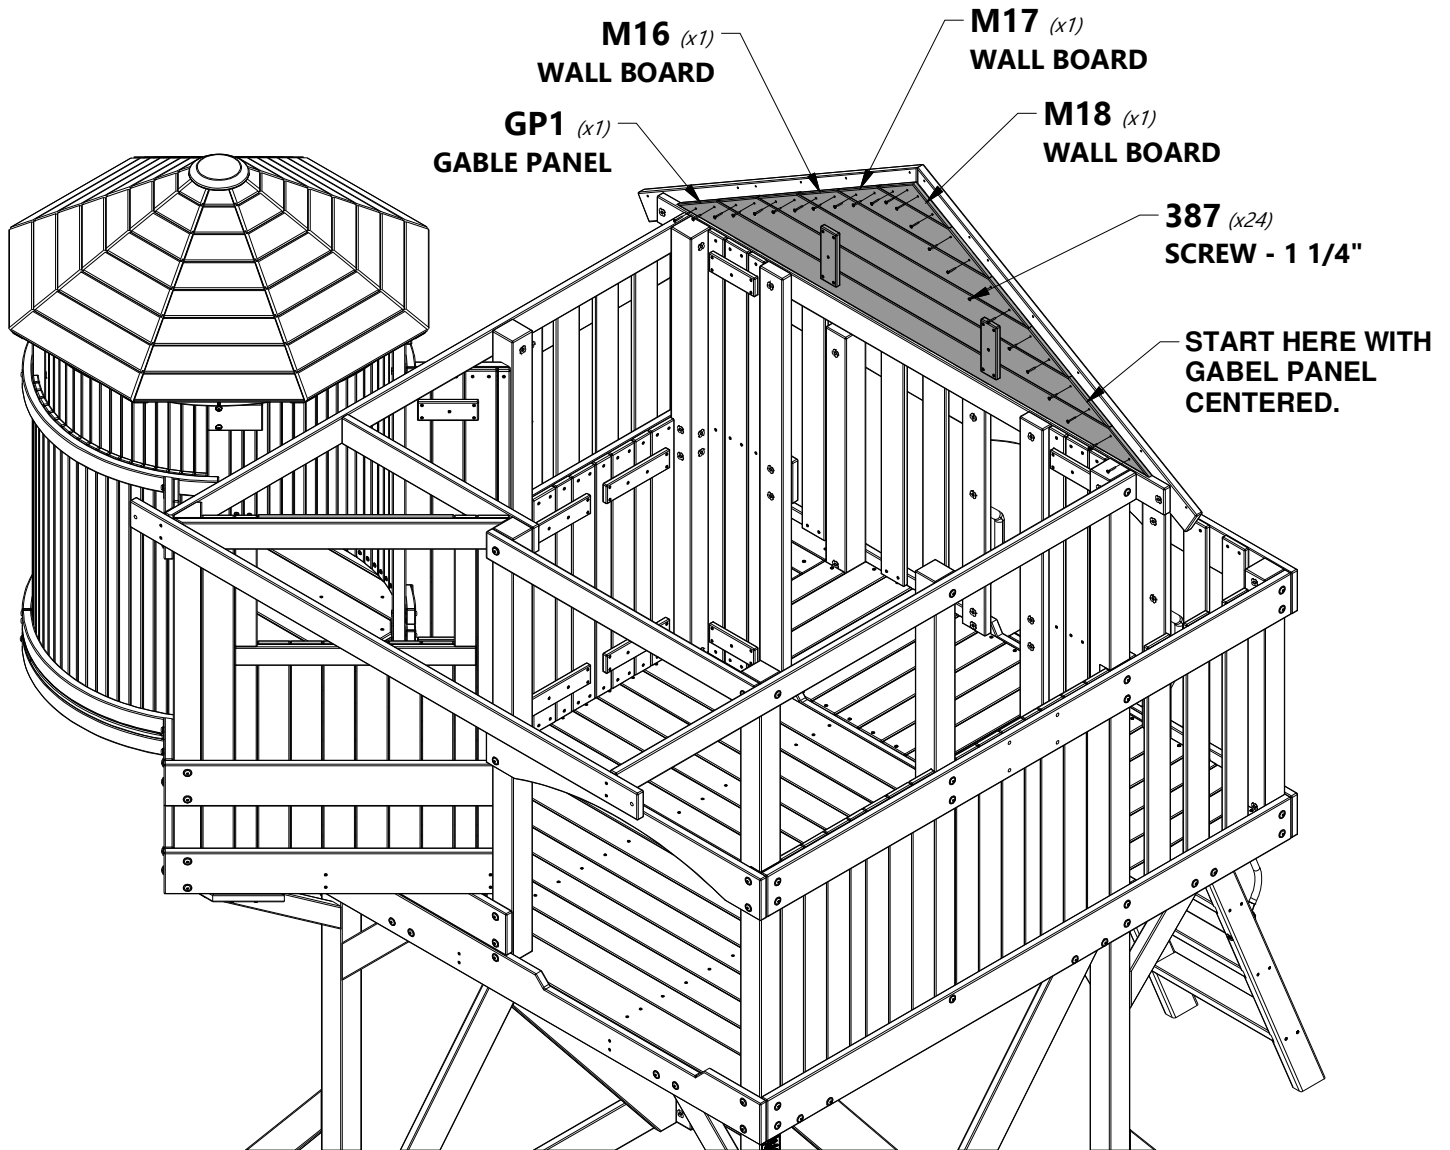 M16 (x1)
WALL BOARD
M17 (x1)
WALL BOARD
GP1 (x1)
GABLE PANEL
M18 (x1)
WALL BOARD
387 (x24)
SCREW - 1 1/4"
START HERE WITH
GABEL PANEL
CENTERED.